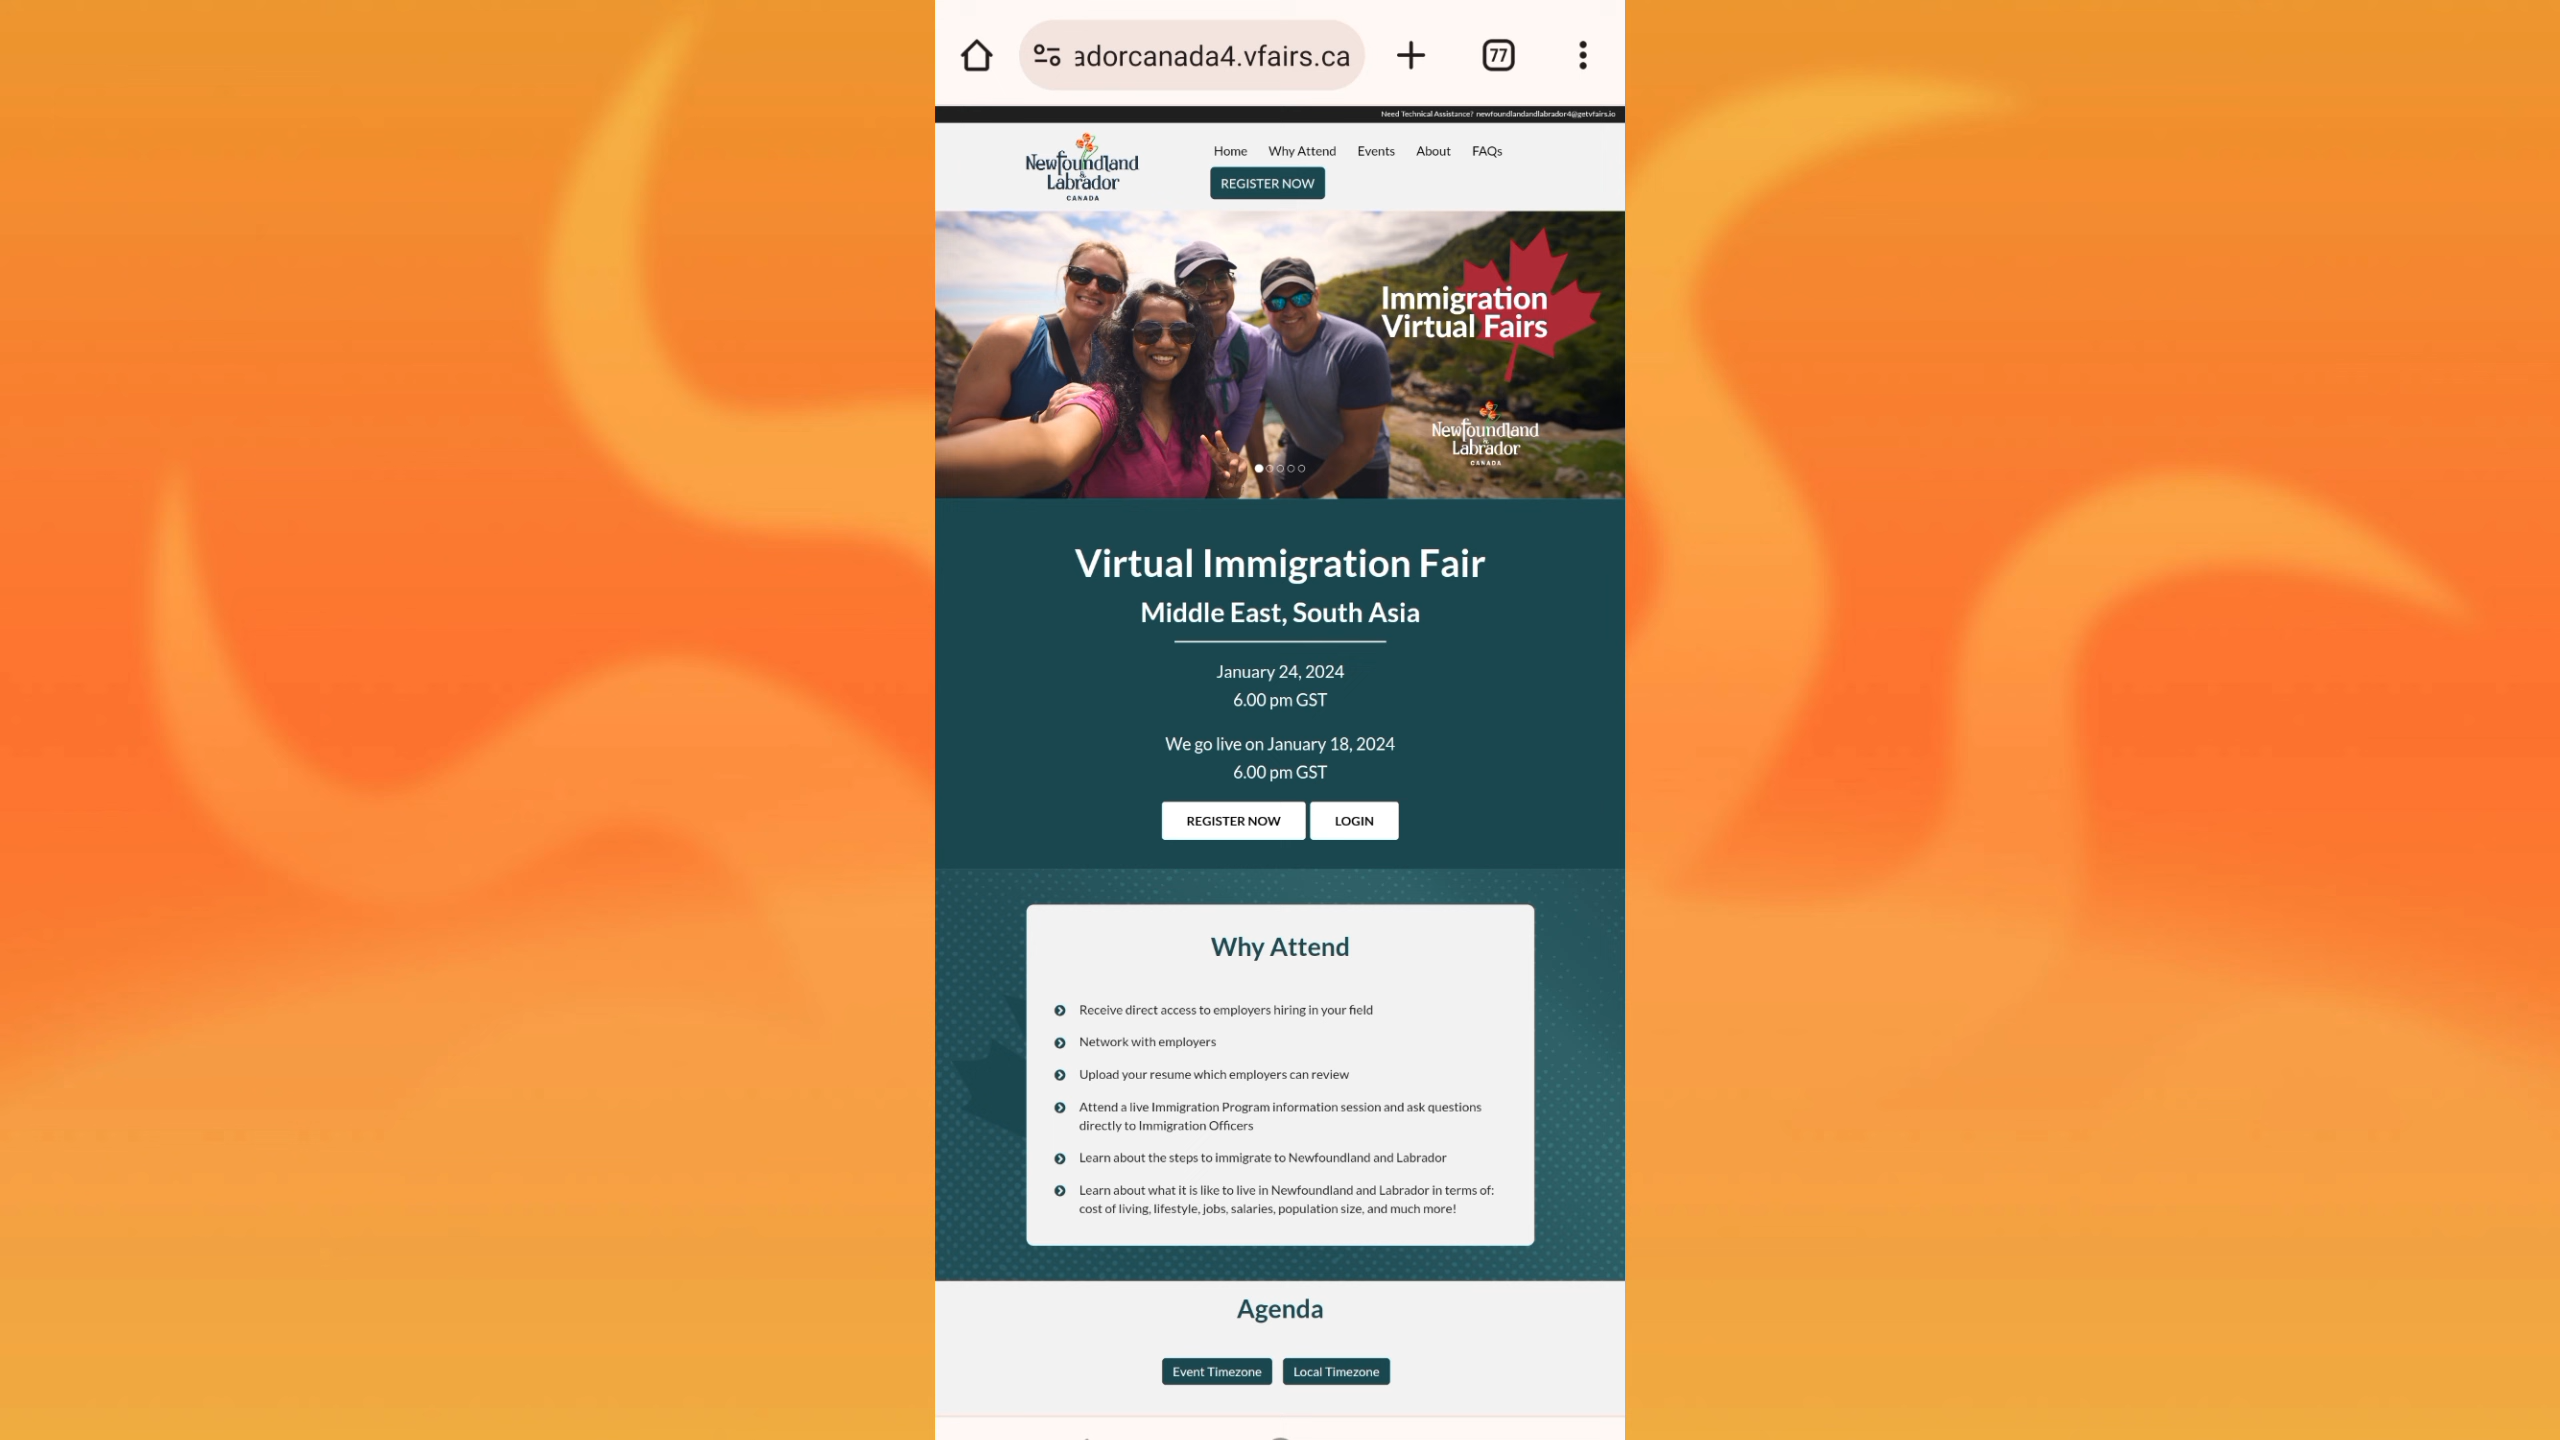 adorcanada4.vfairs.ca
77
Need Technical Assistance? newfoundlandandlabrador4@getvfairs.io
Newfoundland
&
Labrador
CANADA
Home Why Attend Events About FAQs
REGISTER NOW
Immigration
Virtual Fairs
Newfoundland
&
Labrador
CANADA
Virtual Immigration Fair
Middle East, South Asia
January 24, 2024
6.00 pm GST
We go live on January 18, 2024
6.00 pm GST
REGISTER NOW LOGIN
Why Attend
Receive direct access to employers hiring in your field
Network with employers
Upload your resume which employers can review
Attend a live Immigration Program information session and ask questions
directly to Immigration Officers
Learn about the steps to immigrate to Newfoundland and Labrador
Learn about what it is like to live in Newfoundland and Labrador in terms of:
cost of living, lifestyle, jobs, salaries, population size, and much more!
Agenda
Event Timezone Local Timezone